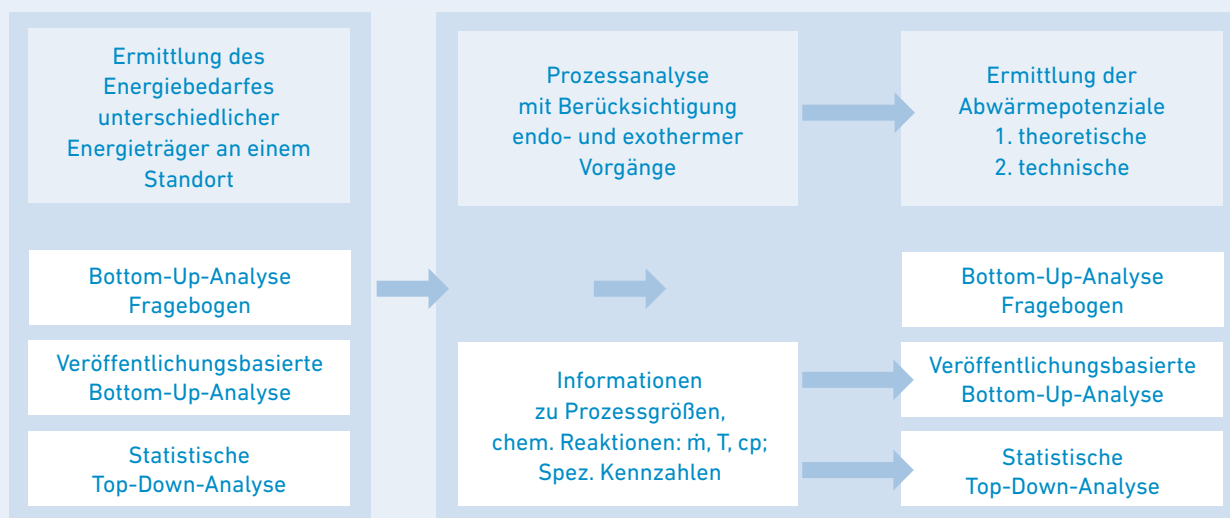 Ermittlung des
Energiebedarfes
unterschiedlicher
Energieträger an einem
Standort
Bottom-Up-Analyse
Fragebogen
Veröffentlichungsbasierte
Bottom-Up-Analyse
Statistische
Top-Down-Analyse
Prozessanalyse
mit Berücksichtigung
endo- und exothermer
Vorgänge
Informationen
zu Prozessgrößen,
chem. Reaktionen: ṁ, T, cp;
Spez. Kennzahlen
Ermittlung der
Abwärmepotenziale
1. theoretische
2. technische
Bottom-Up-Analyse
Fragebogen
Veröffentlichungsbasierte
Bottom-Up-Analyse
Statistische
Top-Down-Analyse